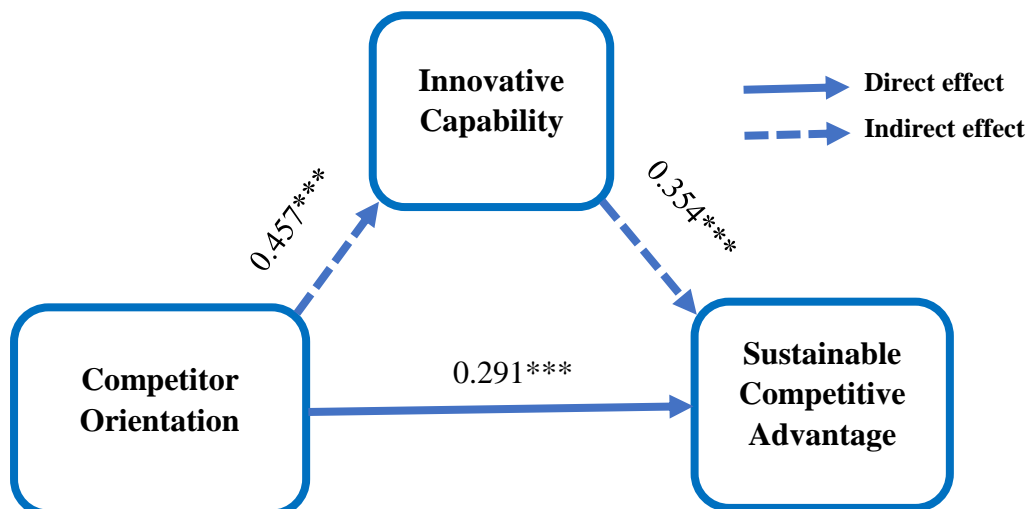 Innovative
Capability
Direct effect
Indirect effect
0.457***
0.354***
Competitor
Orientation
0.291***
Sustainable
Competitive
Advantage